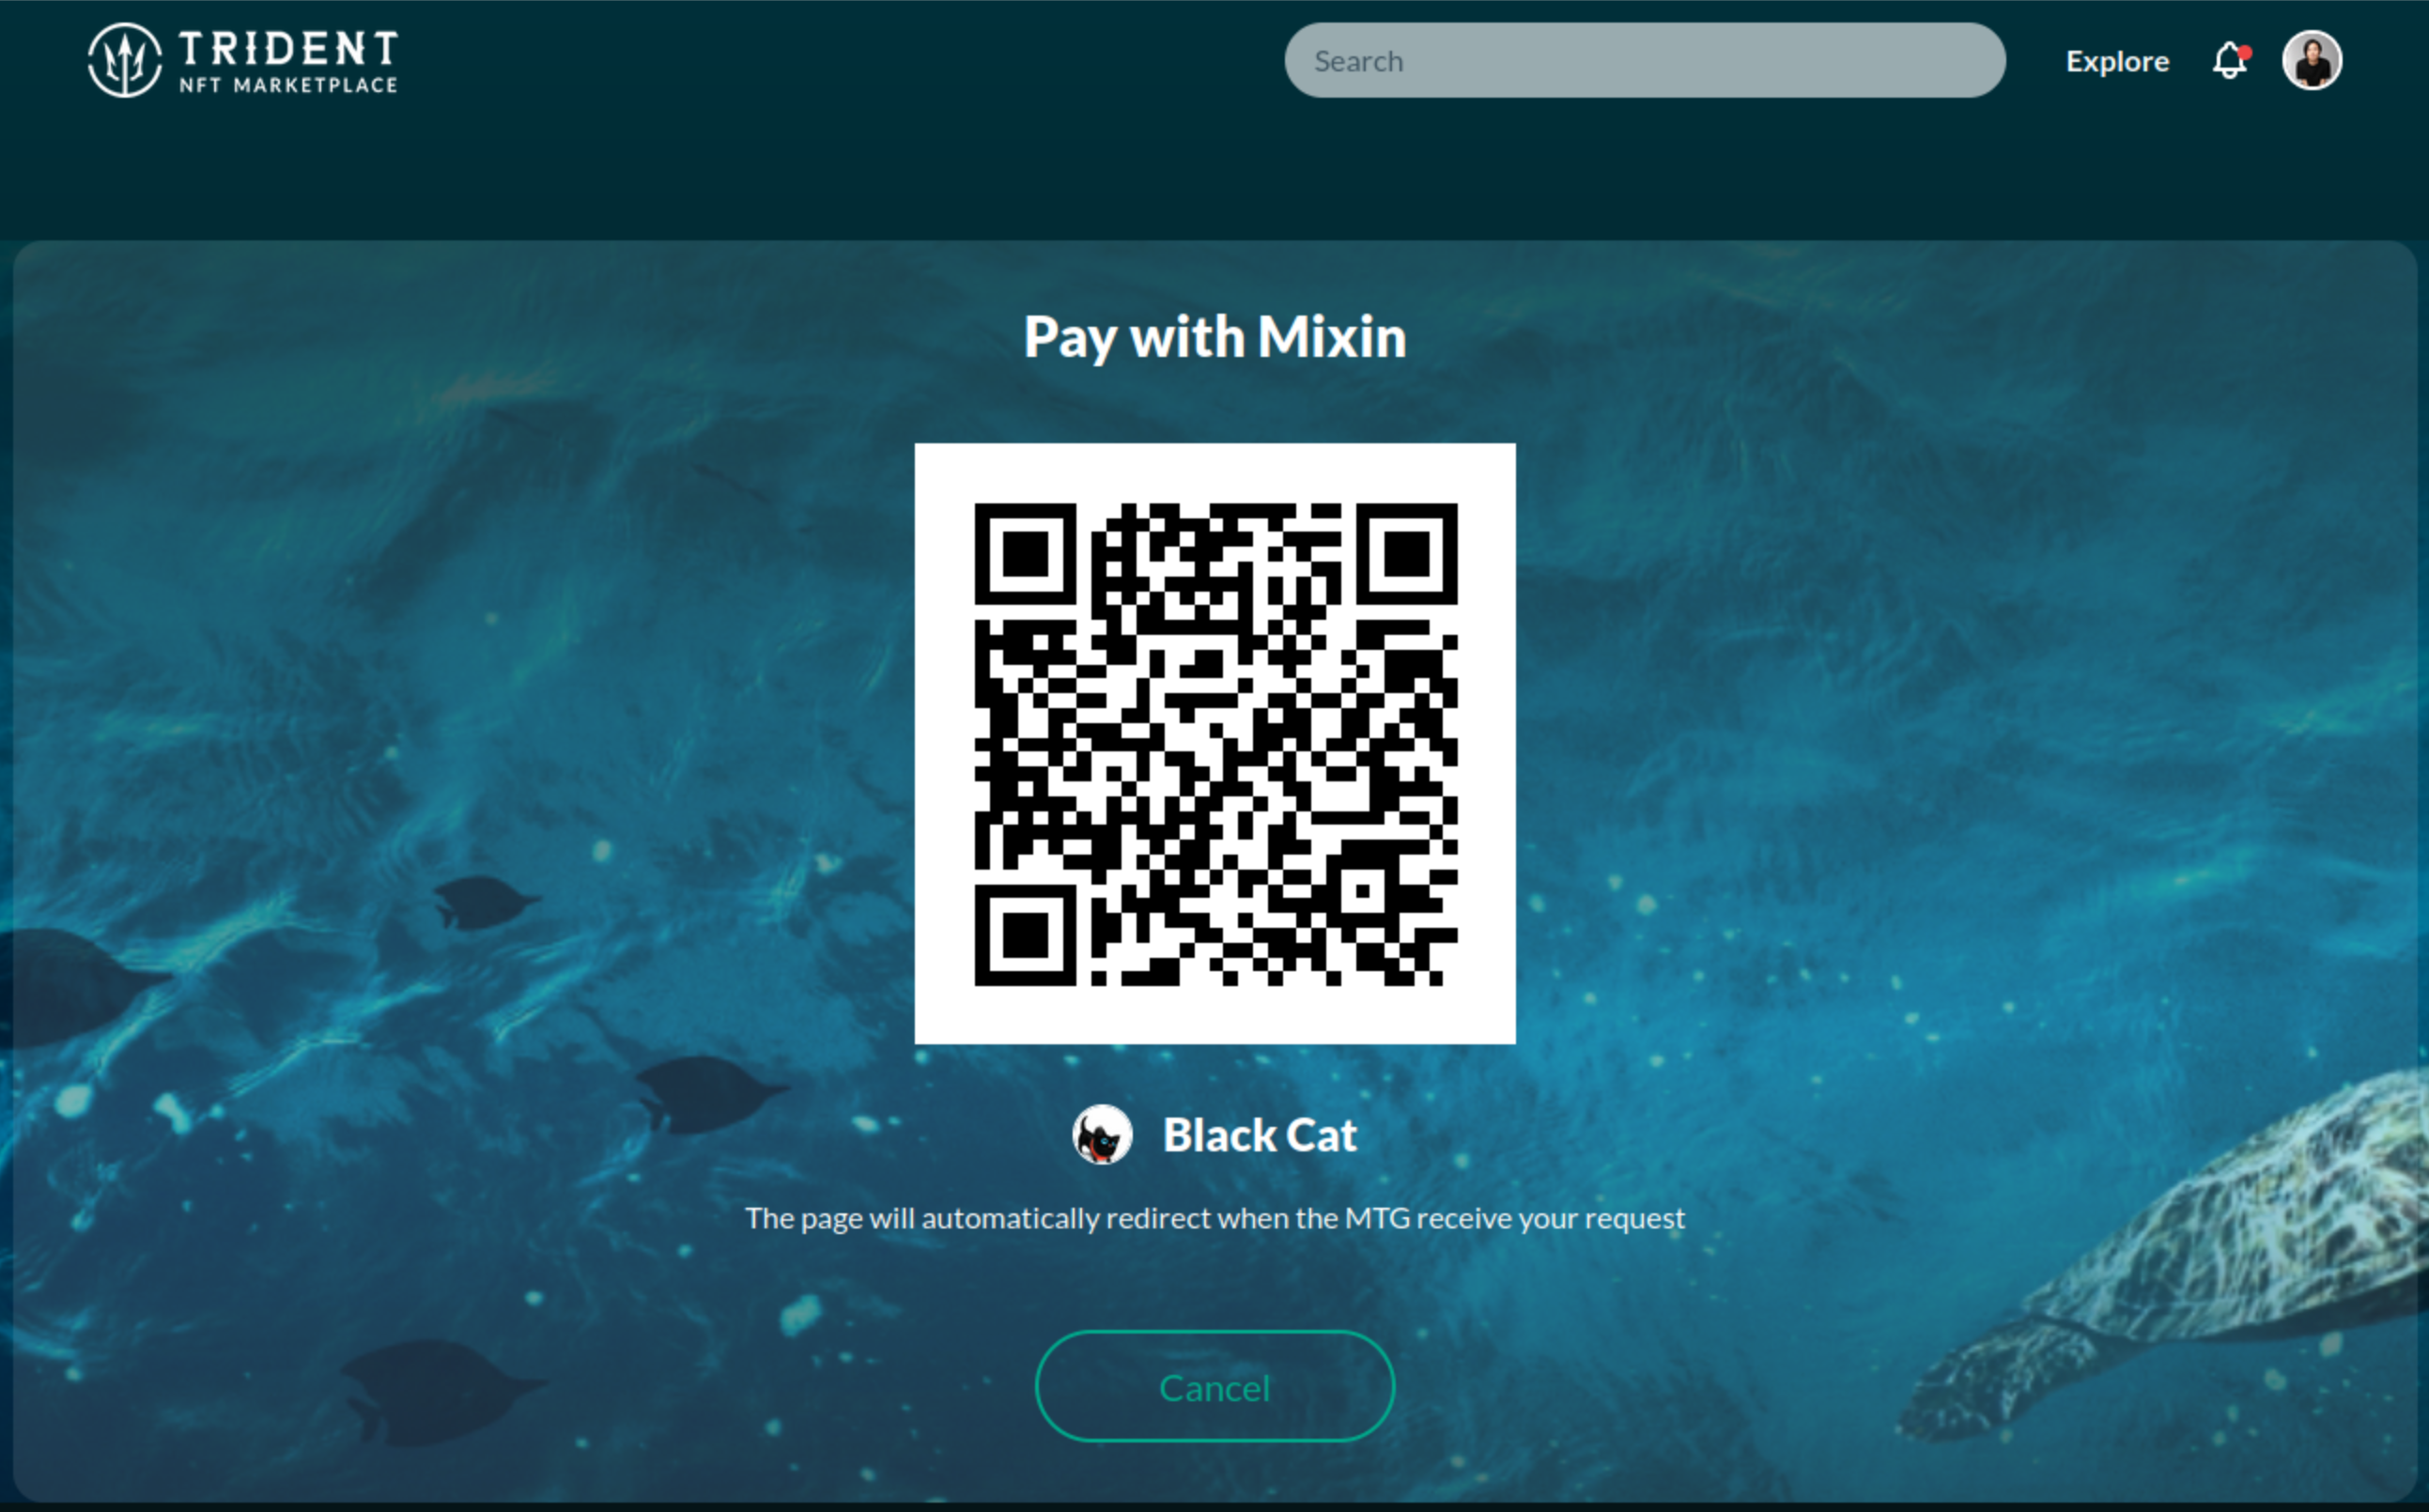 TRIDENT
NFT MARKETPLACE
Search
Explore
Pay with Mixin
Black Cat
The page will automatically redirect when the MTG receive your request
Cancel